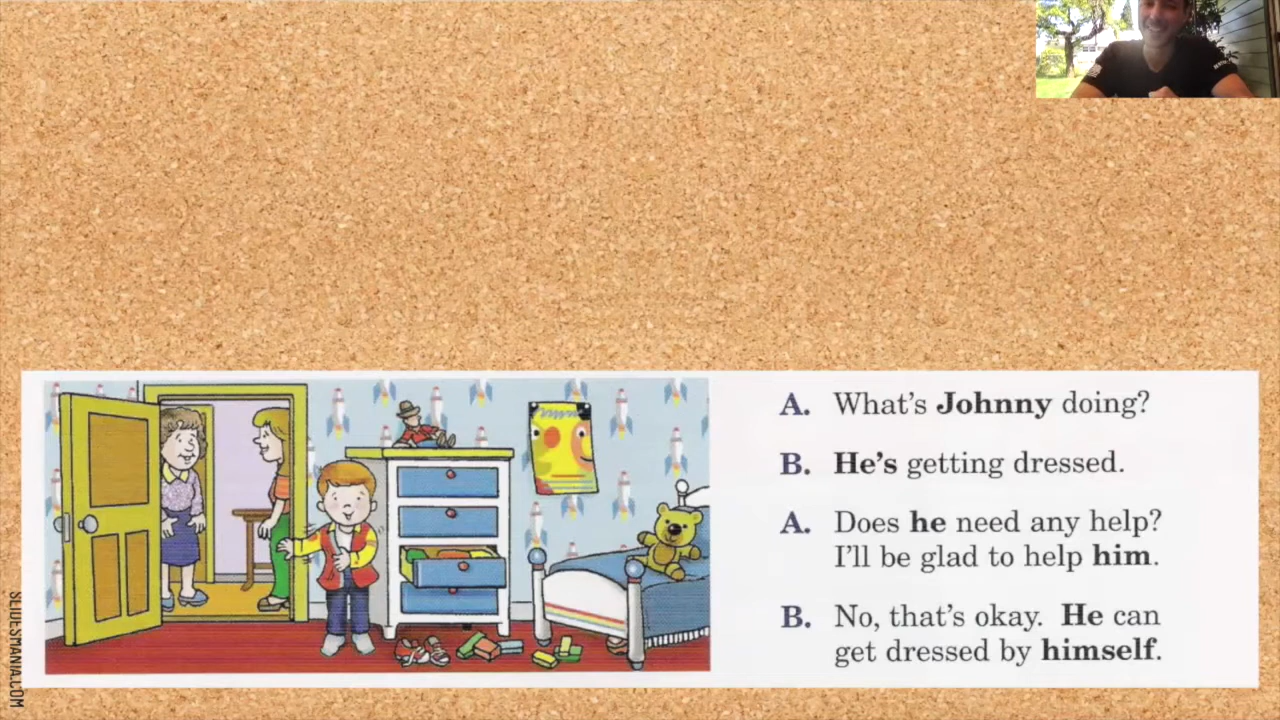 A. What's Johnny doing?
B. He's getting dressed.
A. Does he need any help?
I'll be glad to help him.
B. No, that's okay. He can
get dressed by himself.
SLIDESMANIA.COM